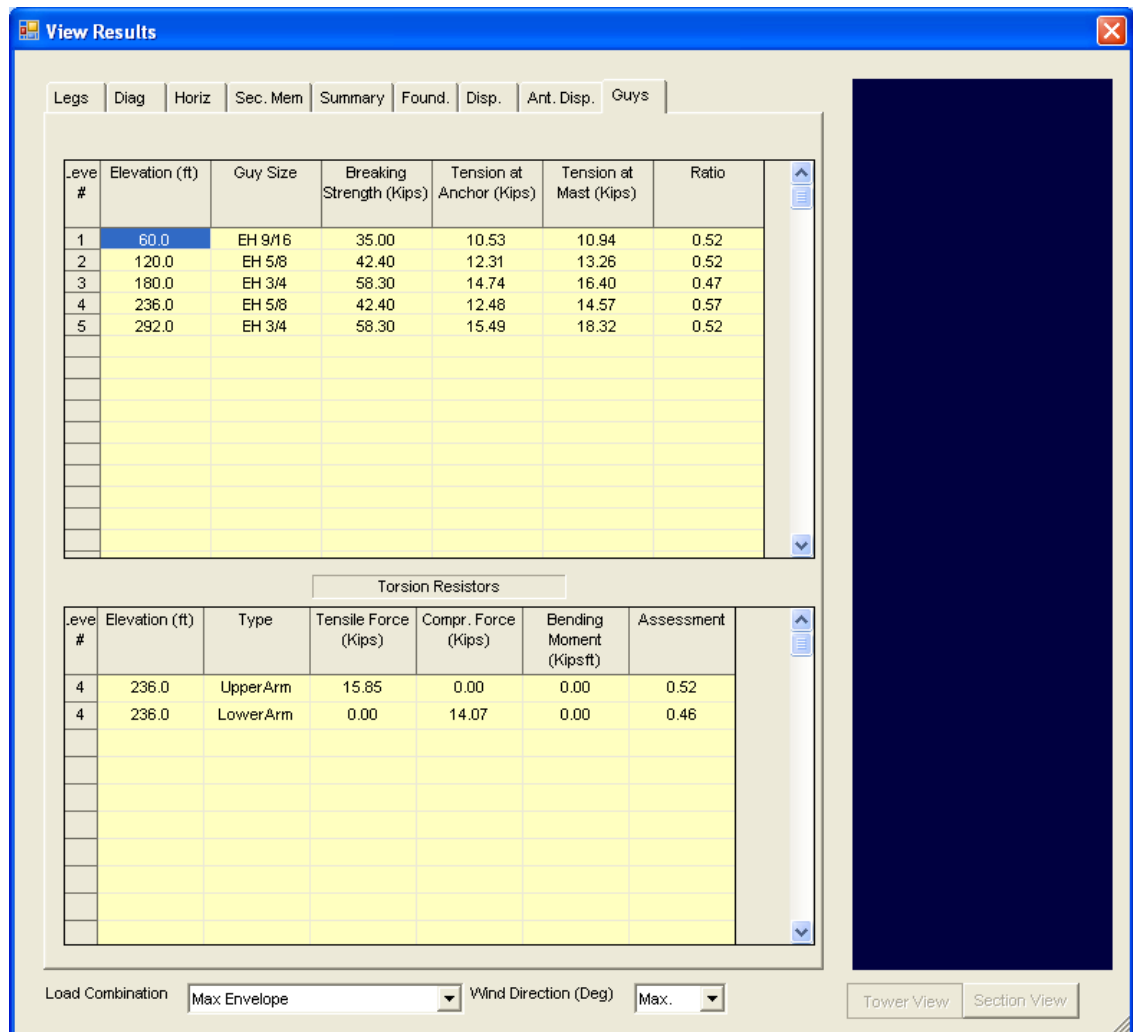 View Results
Legs Diag Horiz Sec. Mem Summary Found. Disp. Ant. Disp. Guys
.eve Elevation (ft) Guy Size Breaking Tension at Tension at Ratio
# Strength (Kips) Anchor (Kips) Mast (Kips)
1 60.0 EH 9/16 35.00 10.53 10.94 0.52
2 120.0 EH 5/8 42.40 12.31 13.26 0.52
3 180.0 EH 3/4 58.30 14.74 16.40 0.47
4 236.0 EH 5/8 42.40 12.48 14.57 0.57
5 292.0 EH 3/4 58.30 15.49 18.32 0.52
Torsion Resistors
.eve Elevation (ft) Type Tensile Force Compr. Force Bending Assessment
# (Kips) (Kips) Moment
(Kipsft)
4 236.0 UpperArm 15.85 0.00 0.00 0.52
4 236.0 LowerArm 0.00 14.07 0.00 0.46
Load Combination Max Envelope Wind Direction (Deg) Max. Tower View Section View